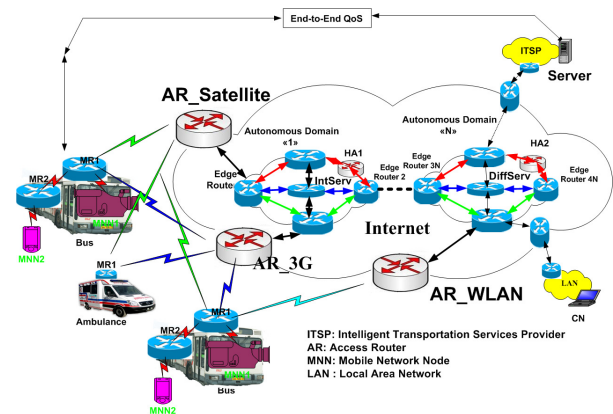 End-to-End QoS
ITSP
Server
AR_Satellite
Autonomous Domain
«1»
Autonomous Domain
«N»
HA1
HA2
MR1
MR2
Edge
Route
IntServ
Edge
Router 2
Edge
Router 3N
DiffServ
Edge
Router 4N
MNN1
Bus
MNN2
Internet
MR1
AR_3G
AR_WLAN
LAN
CN
Ambulance
MR1
MR2
MNN1
Bus
MNN2
ITSP: Intelligent Transportation Services Provider
AR: Access Router
MNN: Mobile Network Node
LAN : Local Area Network